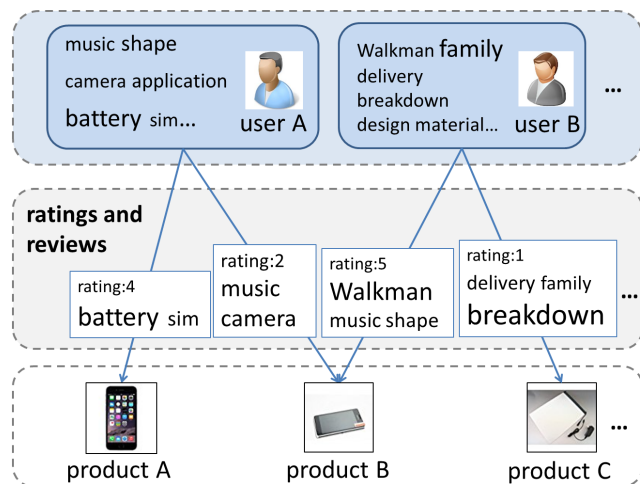 music shape
camera application
battery sim...
user A
Walkman family
delivery
breakdown
design material...
user B
...
ratings and
reviews
rating:4
battery sim
rating:2
music
camera
rating:5
Walkman
music shape
rating:1
delivery family
breakdown
...
product A
product B
product C
...